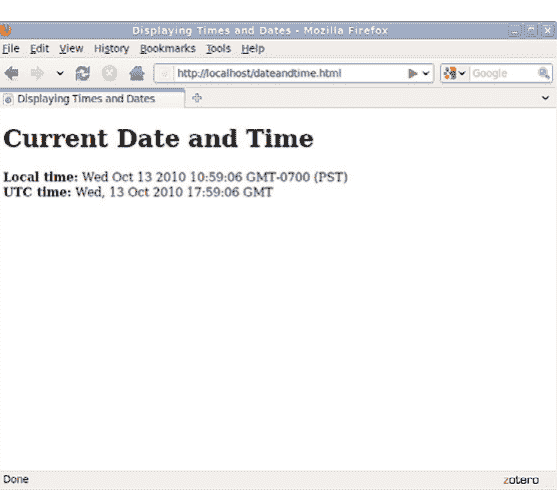 Displaying Times and Dates - Mozilla Firefox
File Edit View History Bookmarks Tools Help
http://localhost/dateandtime.html Google
Displaying Times and Dates
Current Date and Time
Local time: Wed Oct 13 2010 10:59:06 GMT-0700 (PST)
UTC time: Wed, 13 Oct 2010 17:59:06 GMT
Done zotero